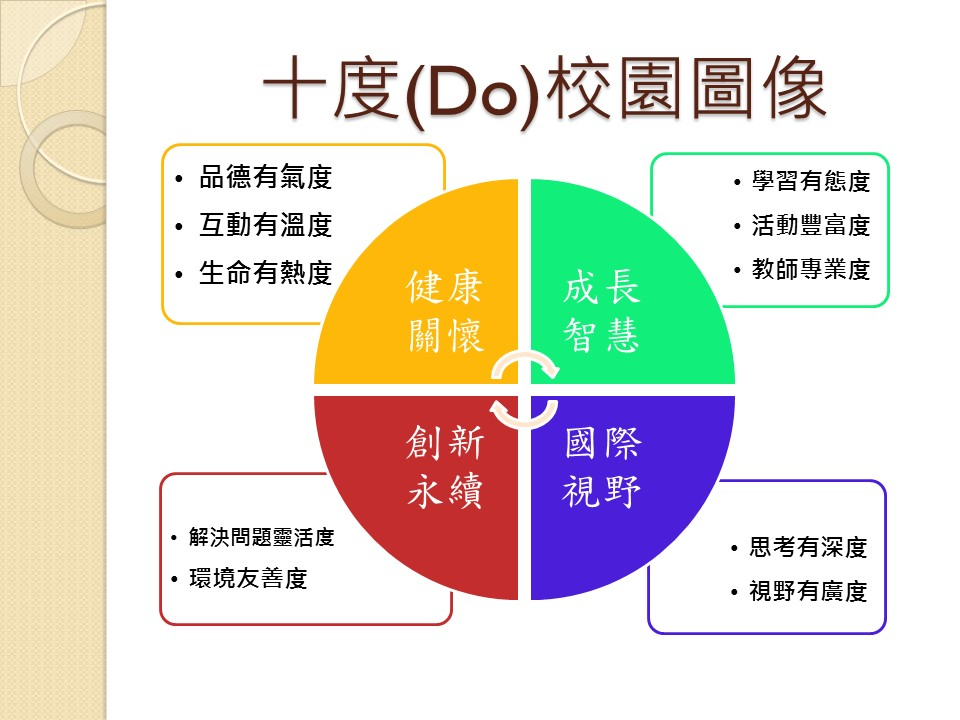 十度(Do)校園圖像
• 品德有氣度
• 互動有溫度
• 生命有熱度
• 學習有態度
• 活動豐富度
• 教師專業度
健康
關懷
成長
智慧
創新
永續
國際
視野
• 解決問題靈活度
• 環境友善度
• 思考有深度
• 視野有廣度